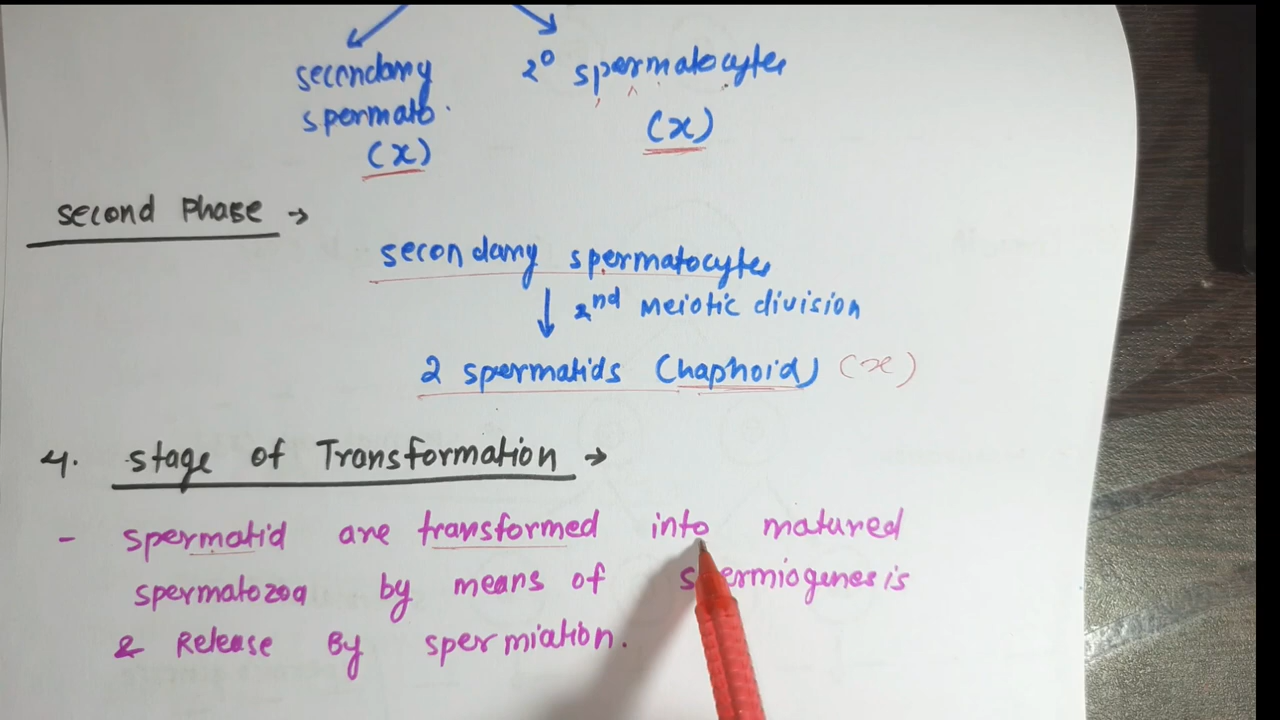 secondary 2° spermatocytes
spermato.
(x) (x)
second Phase →
secondary spermatocytes
↓ 2nd meiotic division
2 spermatids (haploid) (x)
4. stage of Transformation →
- spermatid are transformed into matured
spermatozoa by means of spermiogenesis
& Release By spermiation.